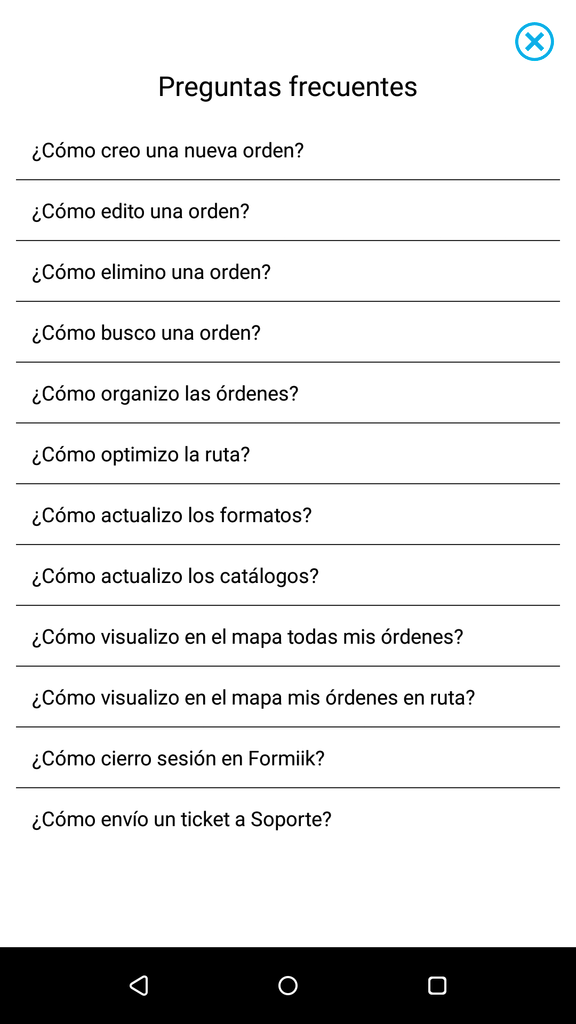 Preguntas frecuentes
¿Cómo creo una nueva orden?
¿Cómo edito una orden?
¿Cómo elimino una orden?
¿Cómo busco una orden?
¿Cómo organizo las órdenes?
¿Cómo optimizo la ruta?
¿Cómo actualizo los formatos?
¿Cómo actualizo los catálogos?
¿Cómo visualizo en el mapa todas mis órdenes?
¿Cómo visualizo en el mapa mis órdenes en ruta?
¿Cómo cierro sesión en Formiik?
¿Cómo envío un ticket a Soporte?